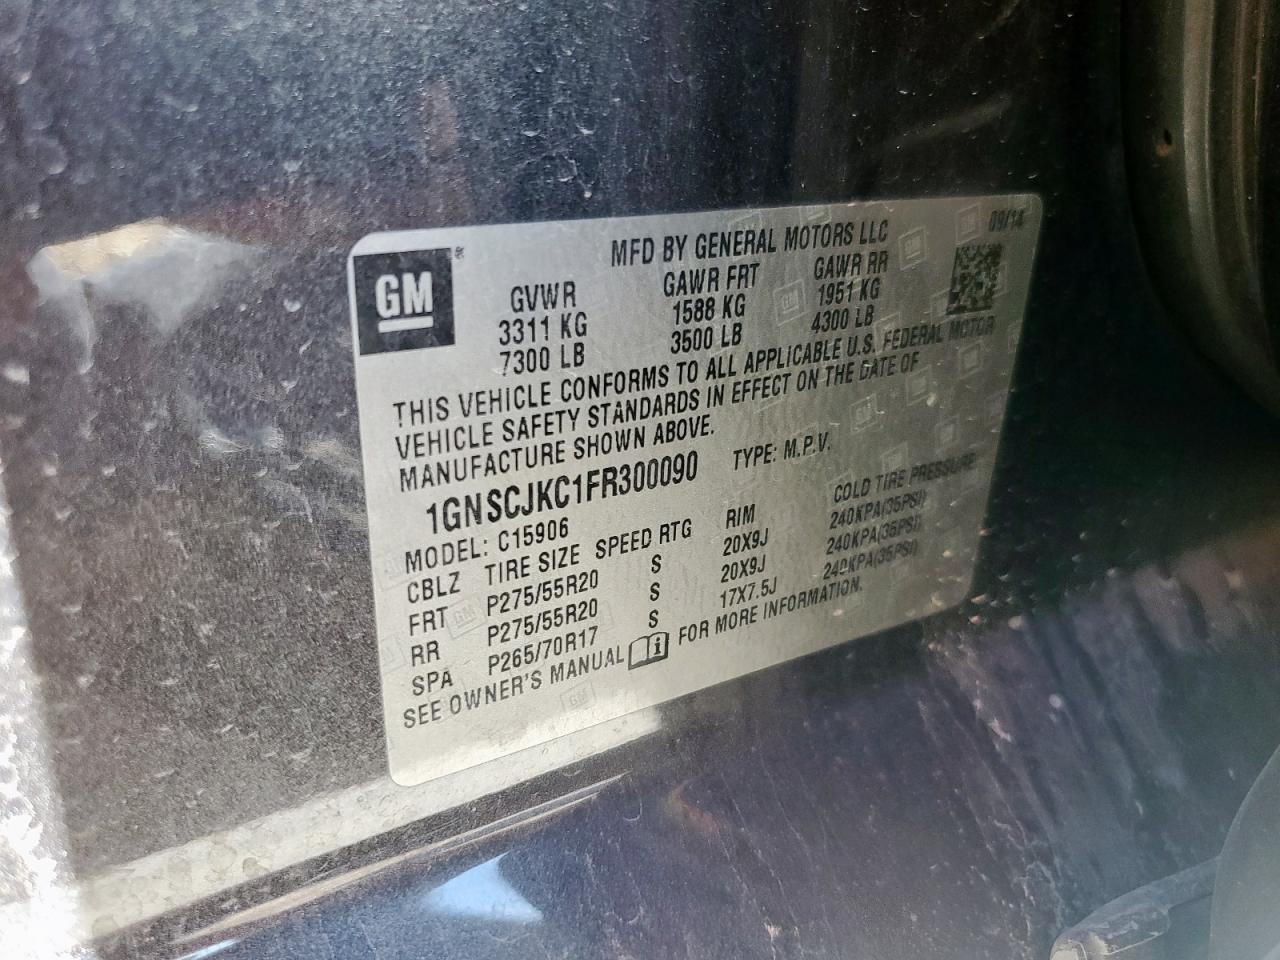 MFD BY GENERAL MOTORS LLC 09/14
GM ®
GVWR GAWR FRT GAWR RR
3311 KG 1588 KG 1951 KG
7300 LB 3500 LB 4300 LB
THIS VEHICLE CONFORMS TO ALL APPLICABLE U.S. FEDERAL MOTOR
VEHICLE SAFETY STANDARDS IN EFFECT ON THE DATE OF
MANUFACTURE SHOWN ABOVE.
1GNSCJKC1FR300090 TYPE: M.P.V.
MODEL: C15906
CBLZ TIRE SIZE SPEED RTG RIM COLD TIRE PRESSURE
FRT P275/55R20 S 20X9J 240KPA(35PSI)
RR P275/55R20 S 20X9J 240KPA(35PSI)
SPA P265/70R17 S 17X7.5J 240KPA(35PSI)
SEE OWNER'S MANUAL FOR MORE INFORMATION.